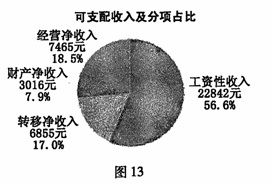 可支配收入及分项占比
经营净收入
7465元
18.5%
财产净收入
3016元
7.9%
转移净收入
6855元
17.0%
工资性收入
22842元
56.6%
图13